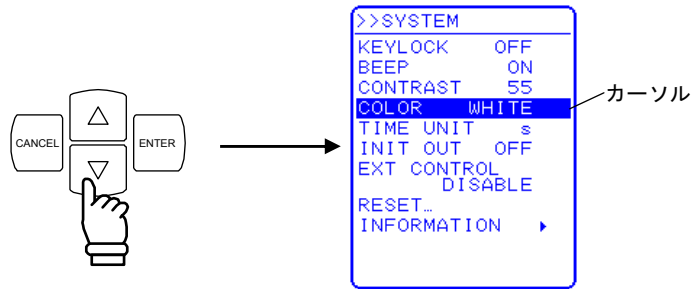 CANCEL
△
ENTER
▽
>>SYSTEM
KEYLOCK OFF
BEEP ON
CONTRAST 55
COLOR WHITE
TIME UNIT s
INIT OUT OFF
EXT CONTROL
DISABLE
RESET…
INFORMATION ▸
カーソル